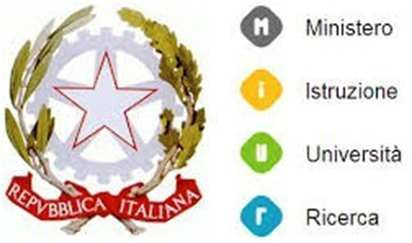 REPVBBLICA ITALIANA
M Ministero
i Istruzione
U Università
r Ricerca